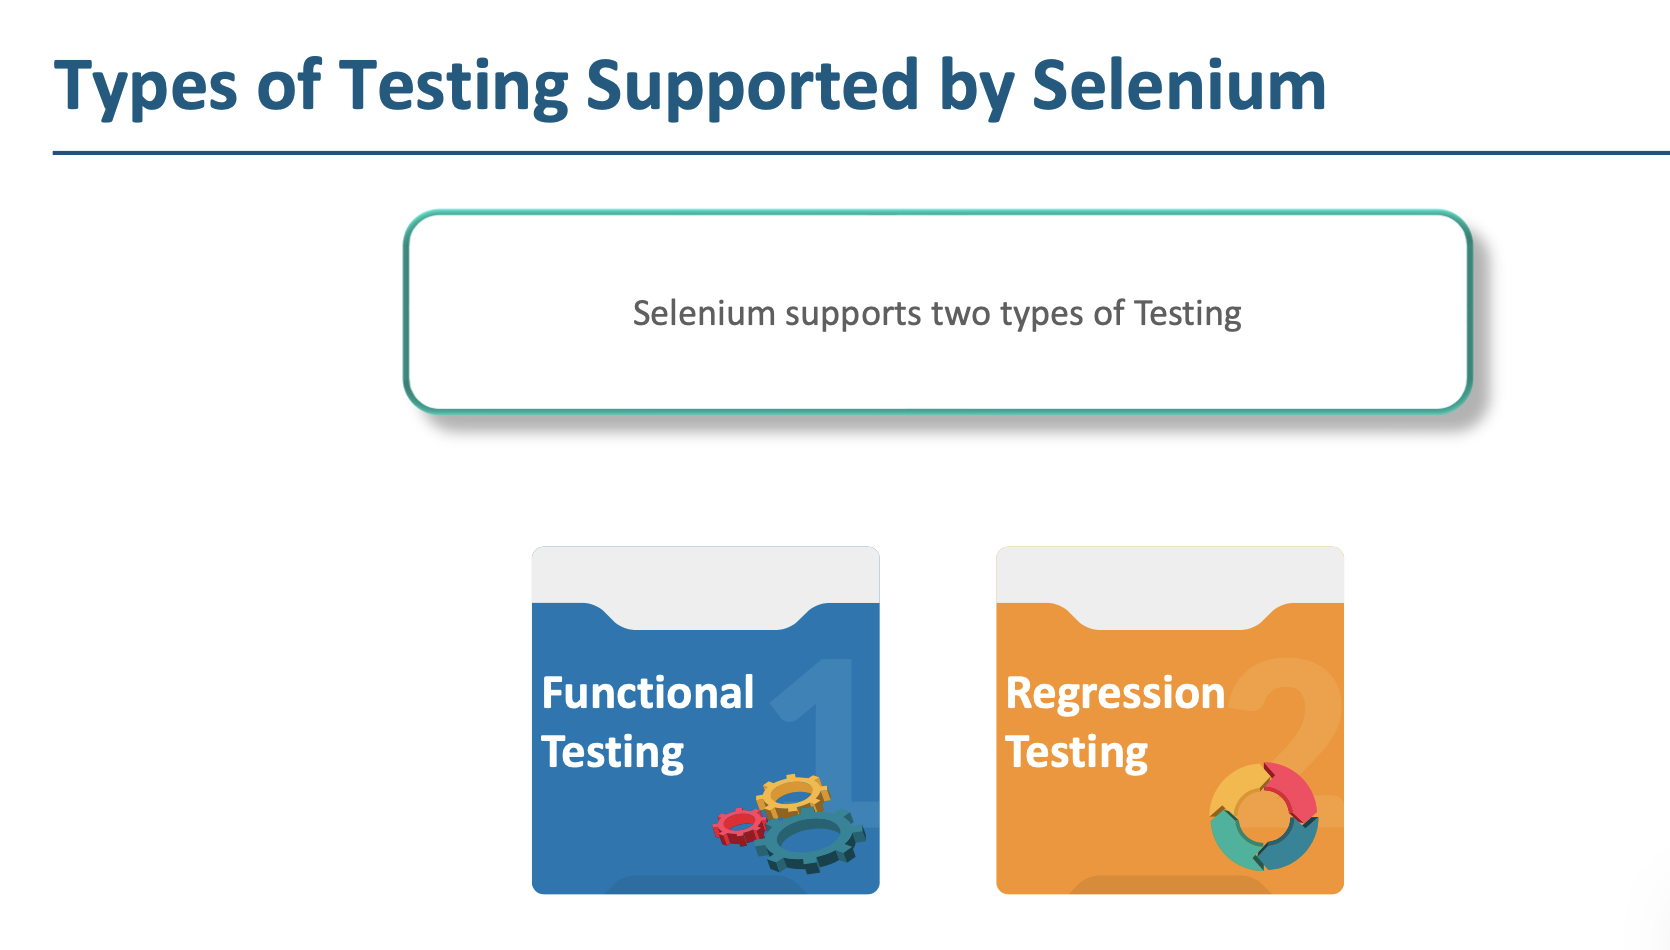 Types of Testing Supported by Selenium
Selenium supports two types of Testing
1
Functional
Testing
2
Regression
Testing